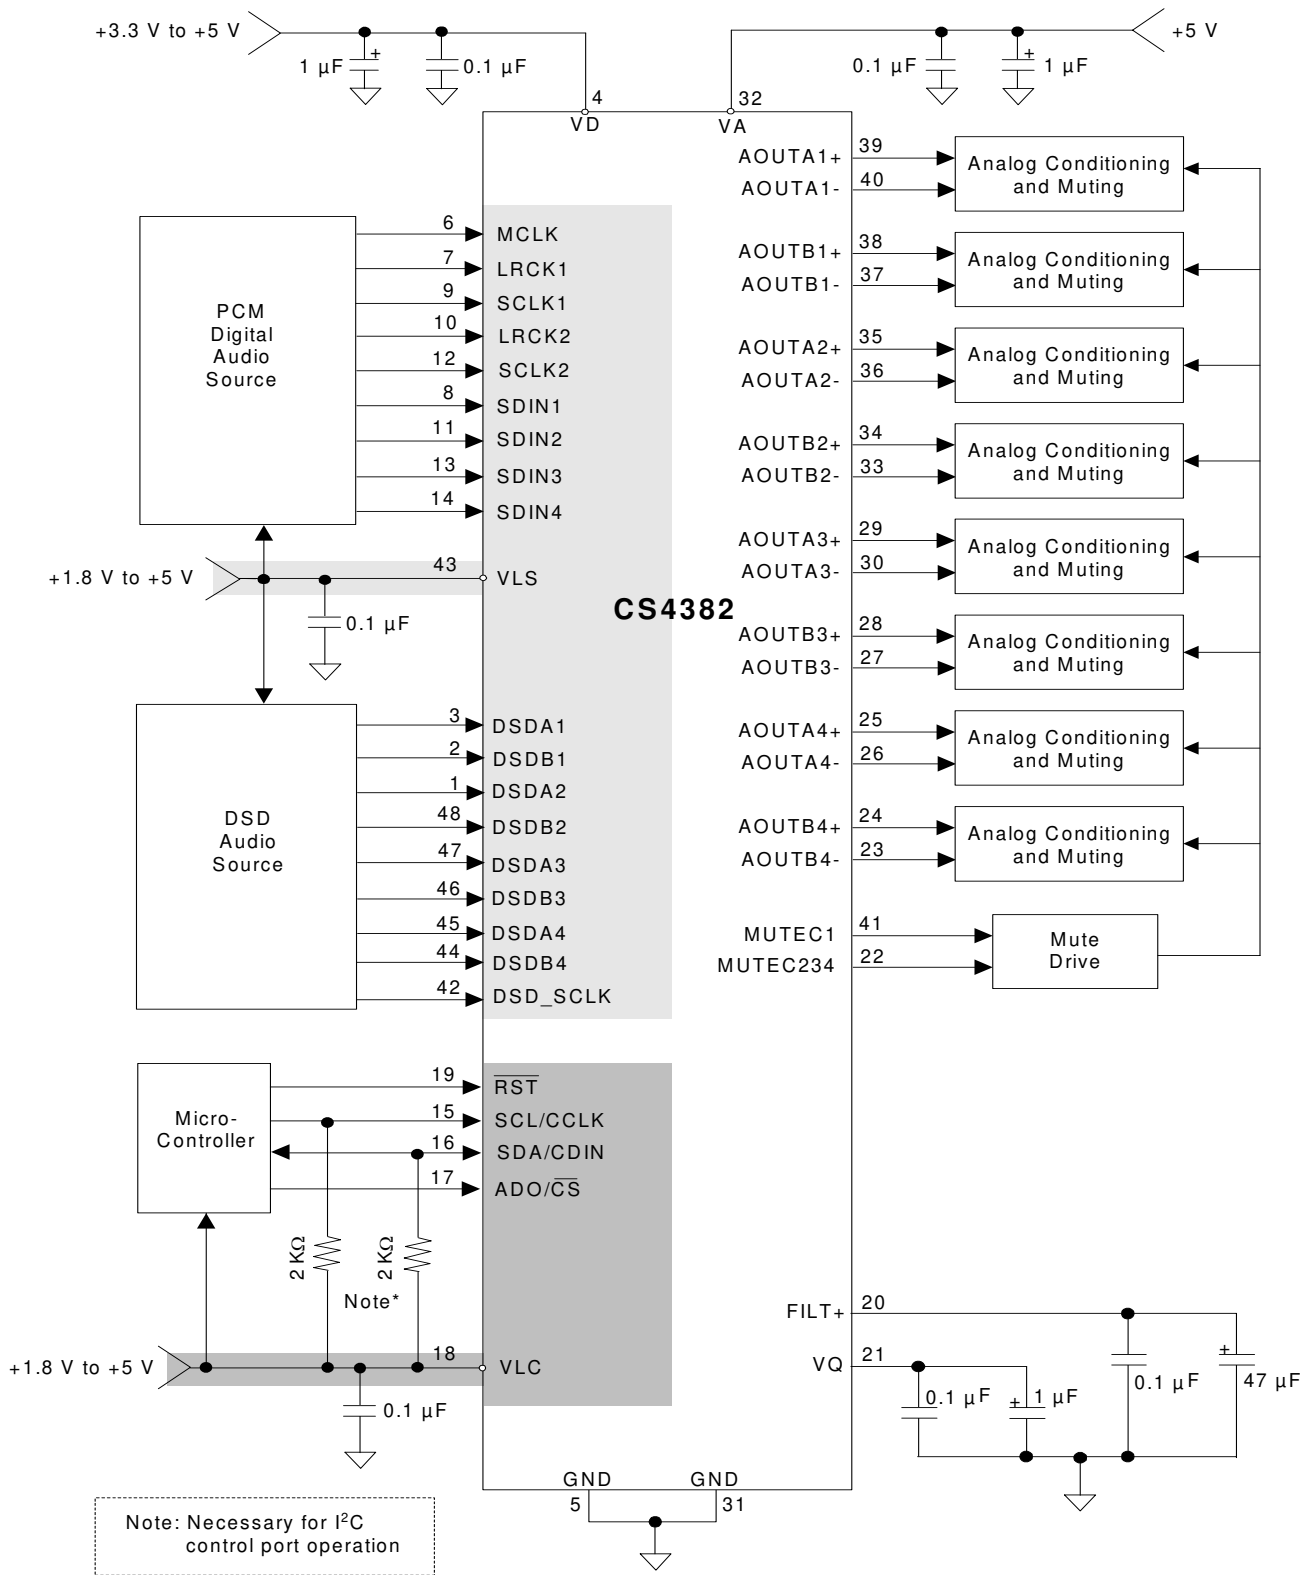 +3.3 V to +5 V
1 µF
+
0.1 µF
4
VD
+5 V
0.1 µF
+
1 µF
32
VA
PCM
Digital
Audio
Source
6
MCLK
7
LRCK1
9
SCLK1
10
LRCK2
12
SCLK2
8
SDIN1
11
SDIN2
13
SDIN3
14
SDIN4
+1.8 V to +5 V
43
VLS
0.1 µF
CS4382
DSD
Audio
Source
3
DSDA1
2
DSDB1
1
DSDA2
48
DSDB2
47
DSDA3
46
DSDB3
45
DSDA4
44
DSDB4
42
DSD_SCLK
Micro-
Controller
19
RST
15
SCL/CCLK
16
SDA/CDIN
17
ADO/CS
2 KΩ
2 KΩ
Note*
+1.8 V to +5 V
18
VLC
0.1 µF
AOUTA1+
39
AOUTA1-
40
Analog Conditioning
and Muting
AOUTB1+
38
AOUTB1-
37
Analog Conditioning
and Muting
AOUTA2+
35
AOUTA2-
36
Analog Conditioning
and Muting
AOUTB2+
34
AOUTB2-
33
Analog Conditioning
and Muting
AOUTA3+
29
AOUTA3-
30
Analog Conditioning
and Muting
AOUTB3+
28
AOUTB3-
27
Analog Conditioning
and Muting
AOUTA4+
25
AOUTA4-
26
Analog Conditioning
and Muting
AOUTB4+
24
AOUTB4-
23
Analog Conditioning
and Muting
MUTEC1
41
MUTEC234
22
Mute
Drive
FILT+
20
VQ
21
0.1 µF
+
1 µF
0.1 µF
+
47 µF
GND
5
GND
31
Note: Necessary for I²C
control port operation